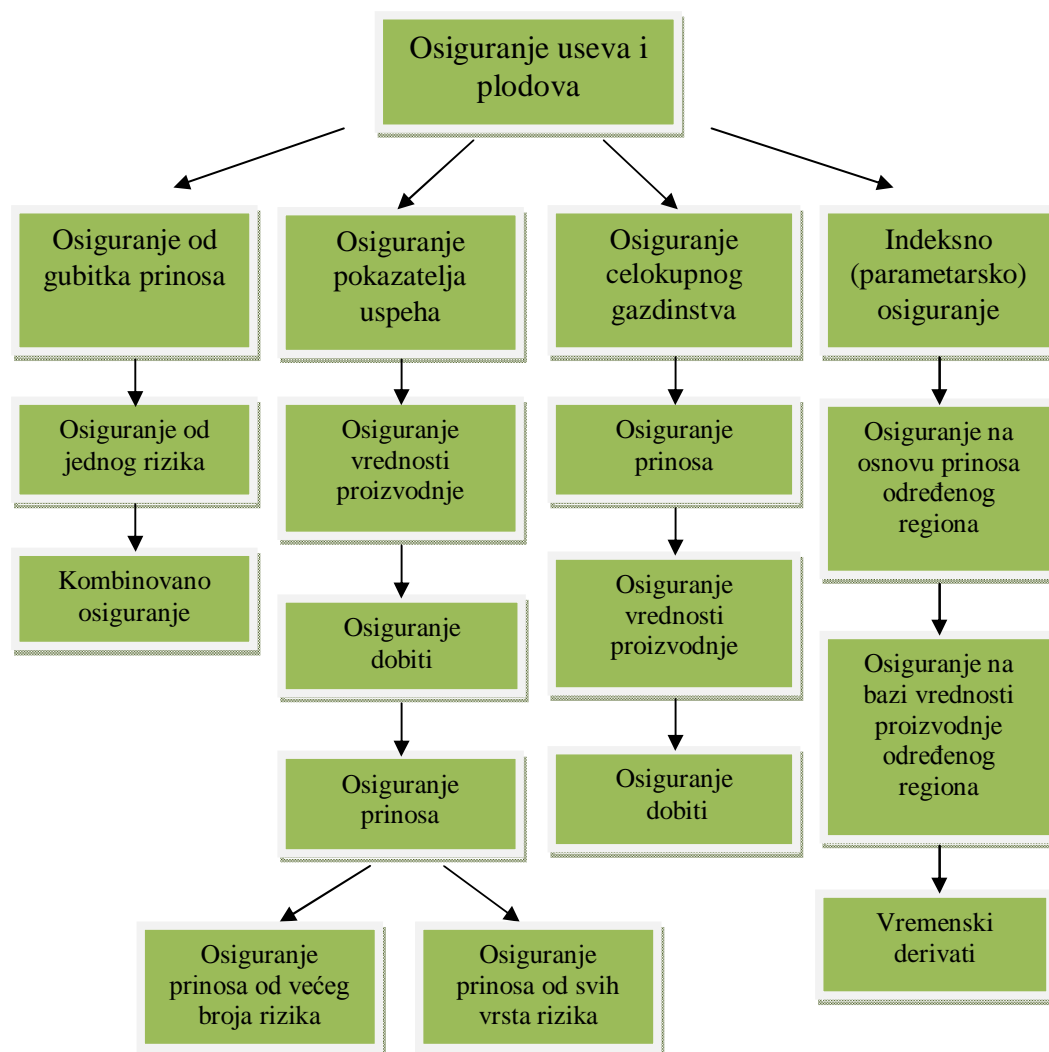 Osiguranje useva i
plodova
Osiguranje od
gubitka prinosa
Osiguranje
pokazatelja
uspeha
Osiguranje
celokupnog
gazdinstva
Indeksno
(parametarsko)
osiguranje
Osiguranje od
jednog rizika
Osiguranje
vrednosti
proizvodnje
Osiguranje
prinosa
Osiguranje na
osnovu prinosa
određenog
regiona
Kombinovano
osiguranje
Osiguranje
dobiti
Osiguranje
vrednosti
proizvodnje
Osiguranje na
bazi vrednosti
proizvodnje
određenog
regiona
Osiguranje
prinosa
Osiguranje
dobiti
Osiguranje
prinosa od većeg
broja rizika
Osiguranje
prinosa od svih
vrsta rizika
Vremenski
derivati